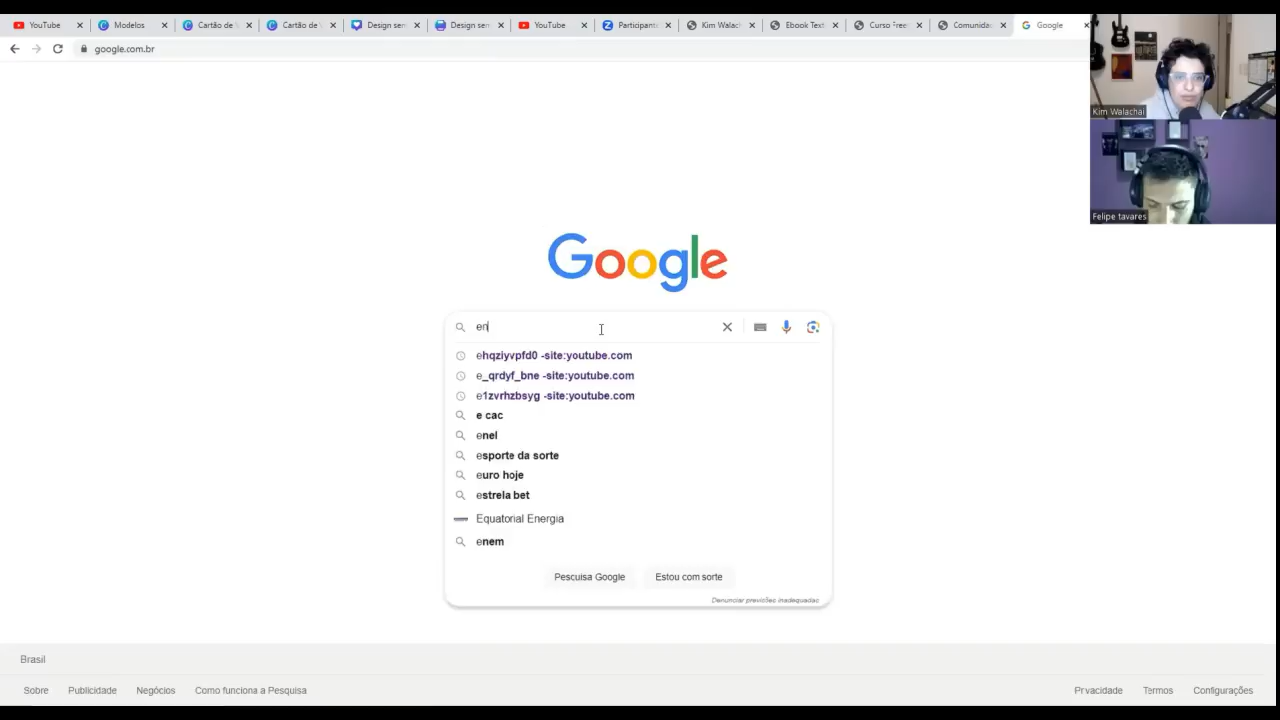 YouTube
Modelos
Cartão de
Cartão de
Design sen
Design sen
YouTube
Participant
Kim Walach
Ebook Text
Curso Free
Comunida
Google
google.com.br
Kim Walachai
Felipe tavares
Google
en
ehqziyvpfd0 -site:youtube.com
e_qrdyf_bne -site:youtube.com
e1zvrhzbsyg -site:youtube.com
e cac
enel
esporte da sorte
euro hoje
estrela bet
Equatorial Energia
enem
Pesquisa Google
Estou com sorte
Denunciar previsões inadequadas
Brasil
Sobre
Publicidade
Negócios
Como funciona a Pesquisa
Privacidade
Termos
Configurações